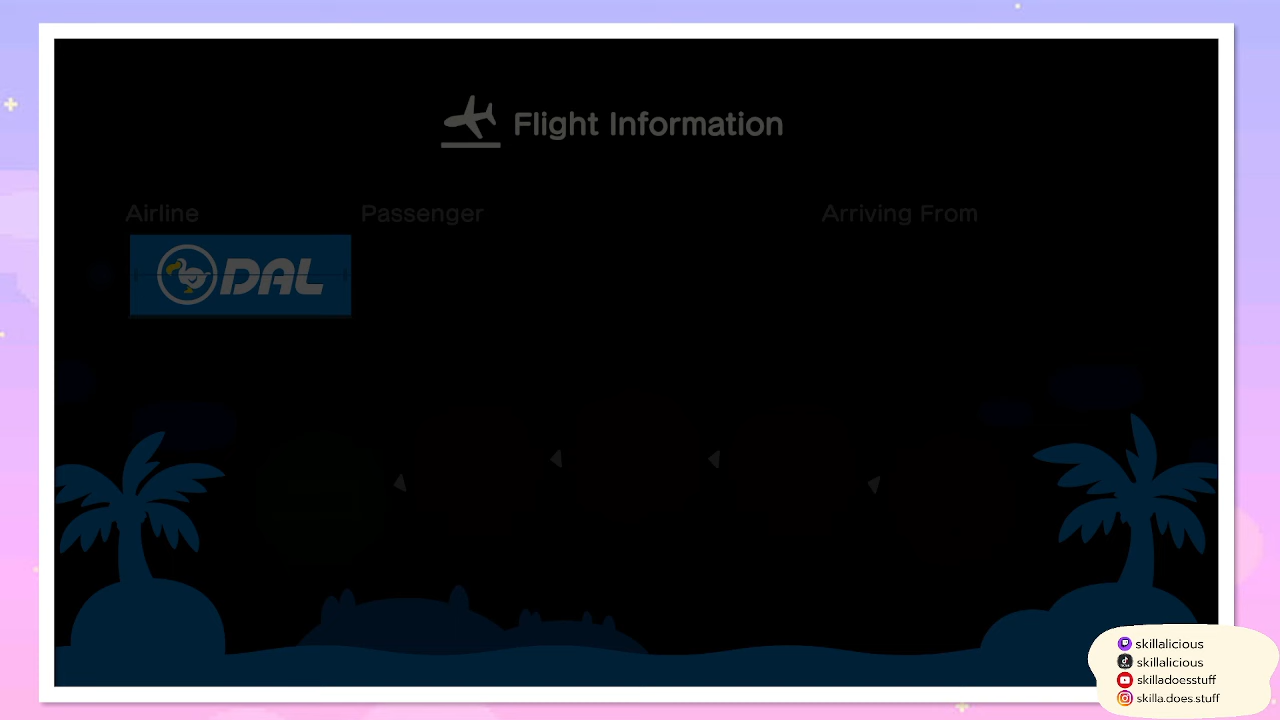 Flight Information
Airline
Passenger
Arriving From
DAL
skillalicious
skillalicious
skilladoesstuff
skilla.does.stuff